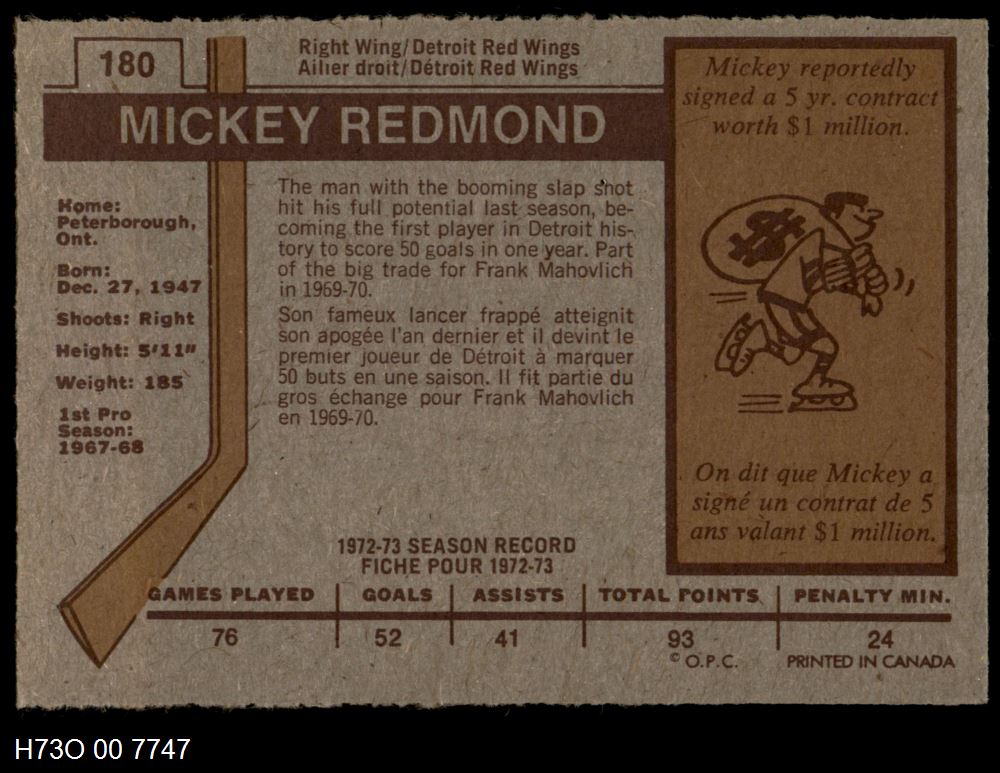 180
Right Wing/Detroit Red Wings
Ailier droit/Détroit Red Wings
MICKEY REDMOND
Home:
Peterborough,
Ont.
Born:
Dec. 27, 1947
Shoots: Right
Height: 5'11"
Weight: 185
1st Pro
Season:
1967-68
The man with the booming slap shot
hit his full potential last season, be-
coming the first player in Detroit his-
tory to score 50 goals in one year. Part
of the big trade for Frank Mahovlich
in 1969-70.
Son fameux lancer frappé atteignit
son apogée l'an dernier et il devint le
premier joueur de Détroit à marquer
50 buts en une saison. Il fit partie du
gros échange pour Frank Mahovlich
en 1969-70.
Mickey reportedly
signed a 5 yr. contract
worth $1 million.
$
On dit que Mickey a
signé un contrat de 5
ans valant $1 million.
1972-73 SEASON RECORD
FICHE POUR 1972-73
GAMES PLAYED GOALS ASSISTS TOTAL POINTS PENALTY MIN.
76 52 41 93 24
© O.P.C. PRINTED IN CANADA
H73O 00 7747